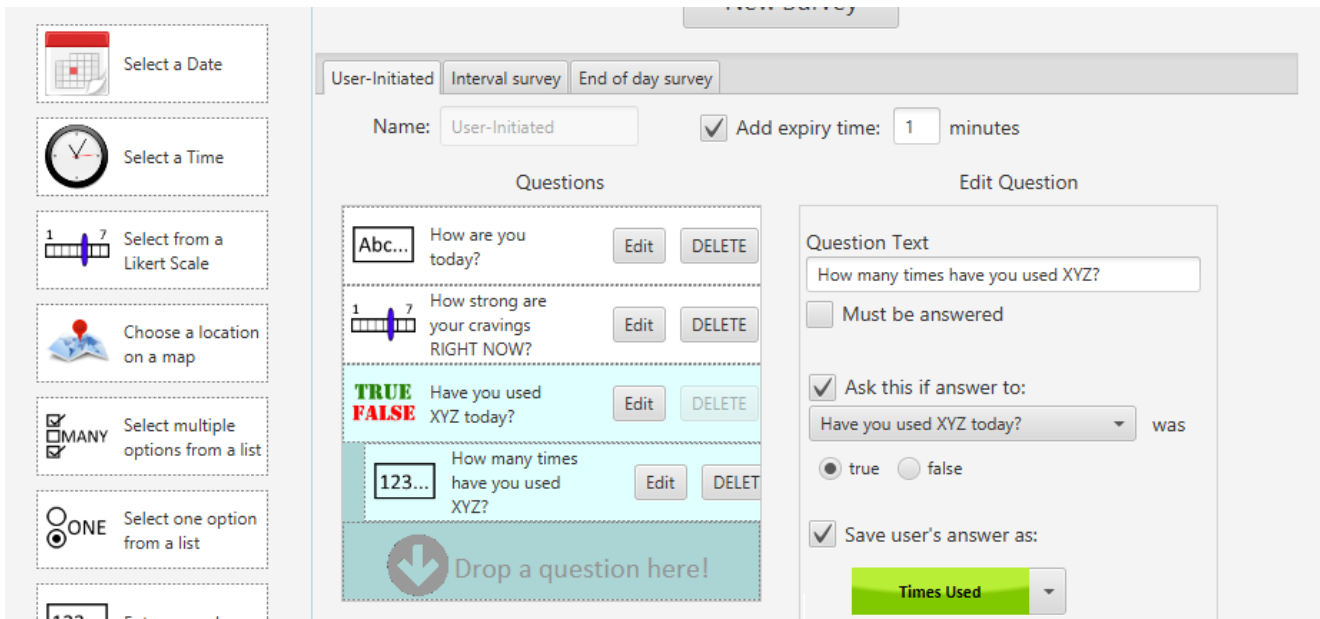 New Survey
Select a Date
Select a Time
1 7
Select from a
Likert Scale
Choose a location
on a map
MANY
Select multiple
options from a list
ONE
Select one option
from a list
User-Initiated Interval survey End of day survey
Name: User-Initiated Add expiry time: 1 minutes
Questions
Abc...
How are you
today?
Edit DELETE
1 7
How strong are
your cravings
RIGHT NOW?
Edit DELETE
TRUE
FALSE
Have you used
XYZ today?
Edit DELETE
123...
How many times
have you used
XYZ?
Edit DELET
Drop a question here!
Edit Question
Question Text
How many times have you used XYZ?
Must be answered
Ask this if answer to:
Have you used XYZ today? was
true false
Save user's answer as:
Times Used